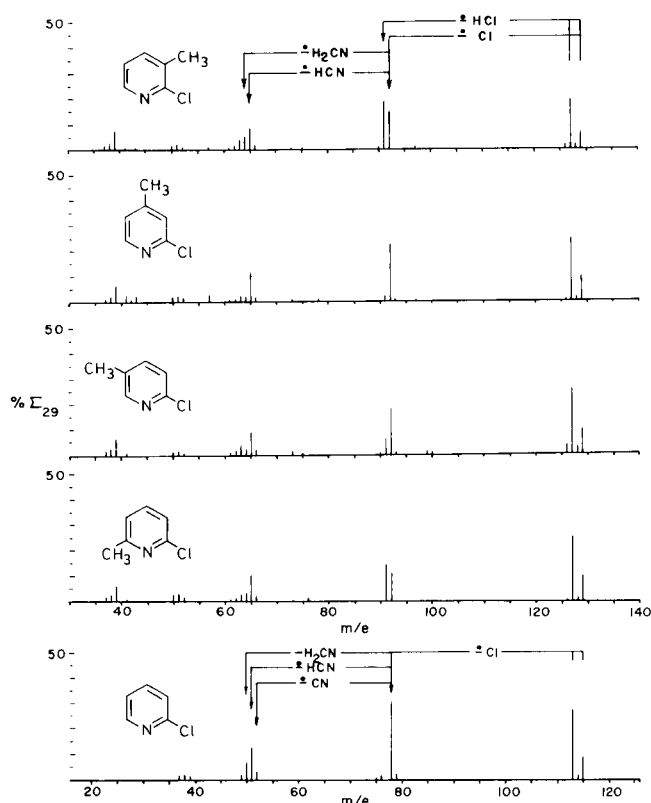 50
* HCl
* Cl
* H2CN
* HCN
CH3
N
Cl
50
CH3
N
Cl
50
CH3
N
Cl
% Σ29
50
CH3
N
Cl
40 60 80 100 120 140
m/e m/e
50
-H2CN
* HCN
* CN
* Cl
N
Cl
20 40 60 80 100 120
m/e m/e